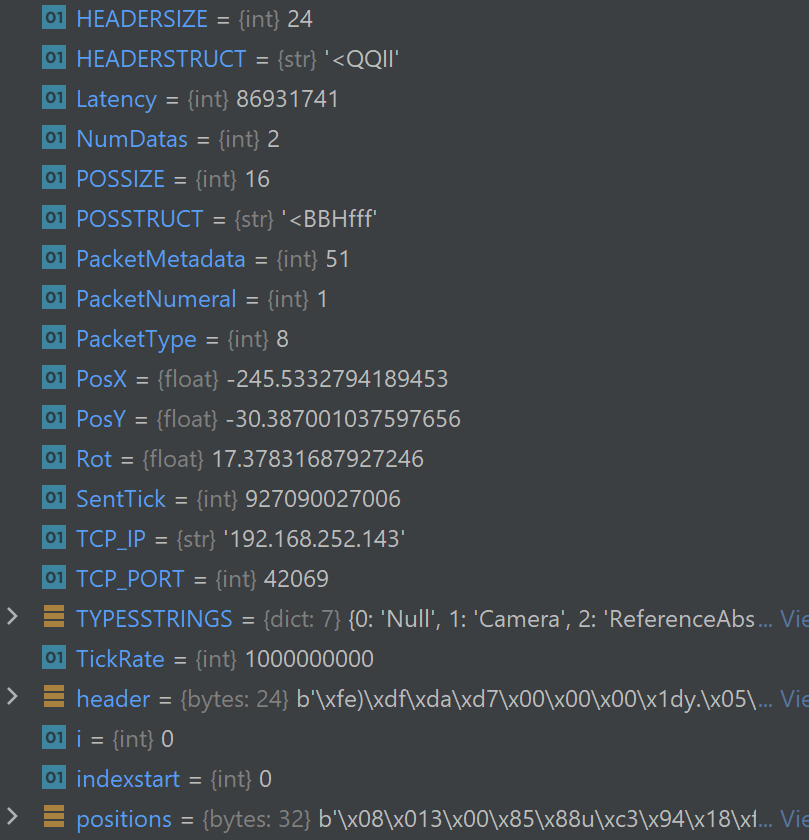 01 HEADERSIZE = {int} 24
01 HEADERSTRUCT = {str} '<QQII'
01 Latency = {int} 86931741
01 NumDatas = {int} 2
01 POSSIZE = {int} 16
01 POSSTRUCT = {str} '<BBHfff'
01 PacketMetadata = {int} 51
01 PacketNumeral = {int} 1
01 PacketType = {int} 8
01 PosX = {float} -245.5332794189453
01 PosY = {float} -30.387001037597656
01 Rot = {float} 17.37831687927246
01 SentTick = {int} 927090027006
01 TCP_IP = {str} '192.168.252.143'
01 TCP_PORT = {int} 42069
TYPESSTRINGS = {dict: 7} {0: 'Null', 1: 'Camera', 2: 'ReferenceAbs... Vie
01 TickRate = {int} 1000000000
header = {bytes: 24} b'\xfe)\xdf\xda\xd7\x00\x00\x00\x1dy.\x05\... Vie
01 i = {int} 0
01 indexstart = {int} 0
positions = {bytes: 32} b'\x08\x013\x00\x85\x88u\xc3\x94\x18\xf... Vie